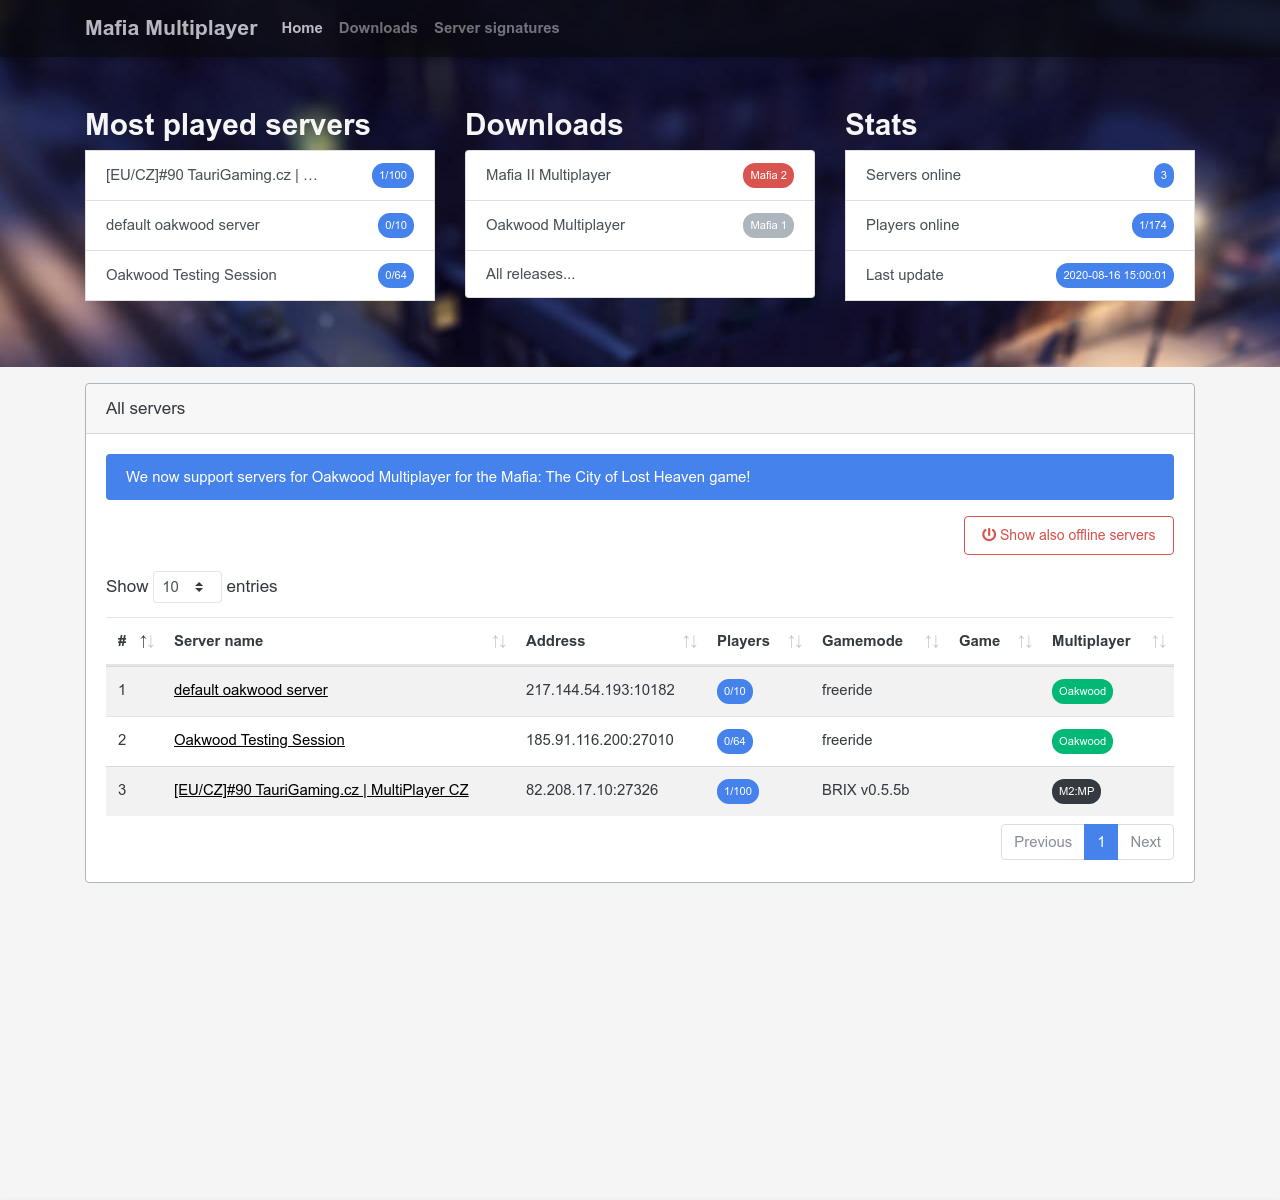 Mafia Multiplayer Home Downloads Server signatures
Most played servers
[EU/CZ]#90 TauriGaming.cz | … 1/100
default oakwood server 0/10
Oakwood Testing Session 0/64
Downloads
Mafia II Multiplayer Mafia 2
Oakwood Multiplayer Mafia 1
All releases...
Stats
Servers online 3
Players online 1/174
Last update 2020-08-16 15:00:01
All servers
We now support servers for Oakwood Multiplayer for the Mafia: The City of Lost Heaven game!
Show also offline servers
Show 10 entries
# Server name Address Players Gamemode Game Multiplayer
1 default oakwood server 217.144.54.193:10182 0/10 freeride Oakwood
2 Oakwood Testing Session 185.91.116.200:27010 0/64 freeride Oakwood
3 [EU/CZ]#90 TauriGaming.cz | MultiPlayer CZ 82.208.17.10:27326 1/100 BRIX v0.5.5b M2:MP
Previous 1 Next